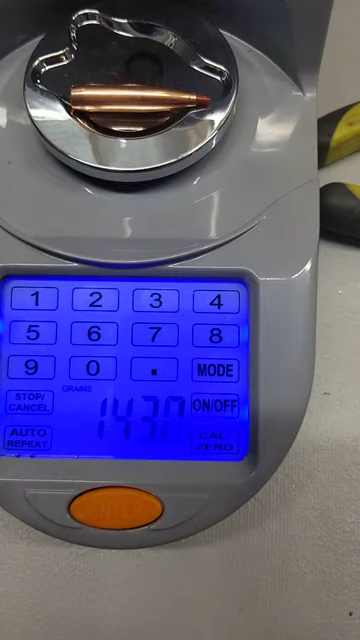 1 2 3 4
5 6 7 8
9 0 . MODE
GRAINS
STOP/
CANCEL
143.0
ON/OFF
AUTO
REPEAT
CAL/
ZERO